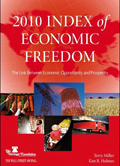 2010 INDEX OF
ECONOMIC
FREEDOM
The Link Between Economic Opportunity and Prosperity
Terry Miller
Kim R. Holmes